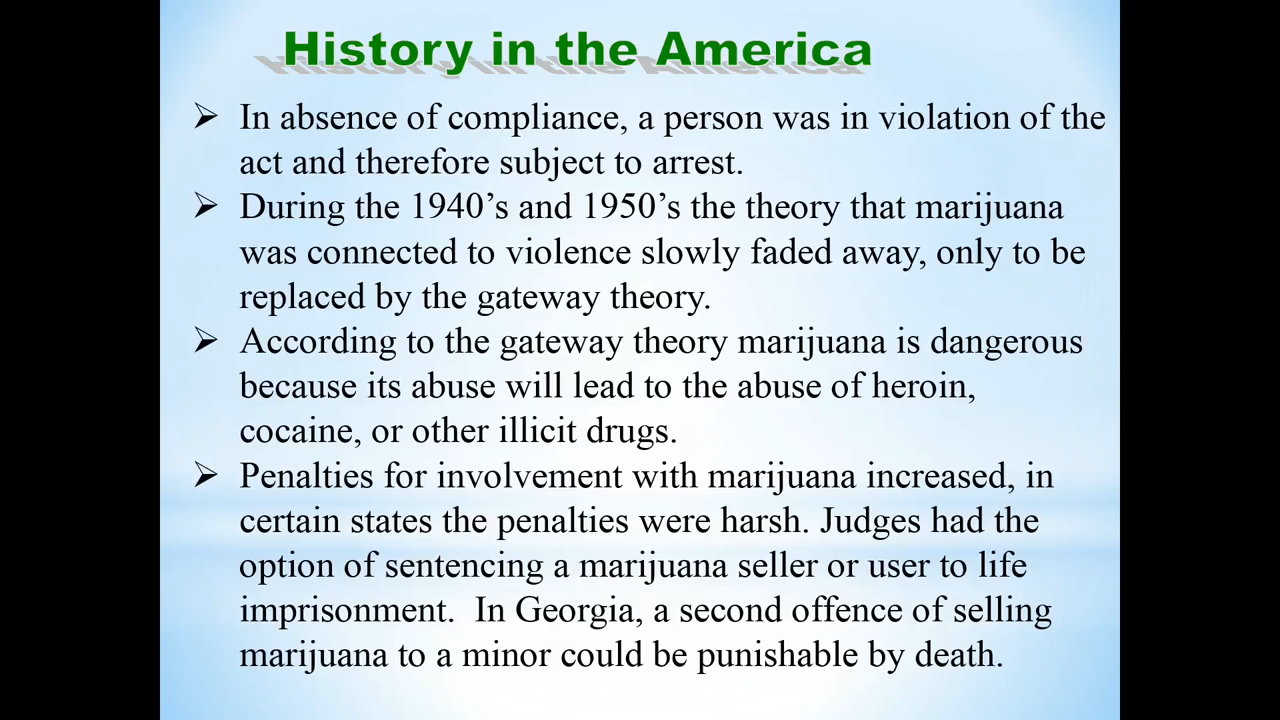 History in the America
➢ In absence of compliance, a person was in violation of the
act and therefore subject to arrest.
➢ During the 1940’s and 1950’s the theory that marijuana
was connected to violence slowly faded away, only to be
replaced by the gateway theory.
➢ According to the gateway theory marijuana is dangerous
because its abuse will lead to the abuse of heroin,
cocaine, or other illicit drugs.
➢ Penalties for involvement with marijuana increased, in
certain states the penalties were harsh. Judges had the
option of sentencing a marijuana seller or user to life
imprisonment.  In Georgia, a second offence of selling
marijuana to a minor could be punishable by death.